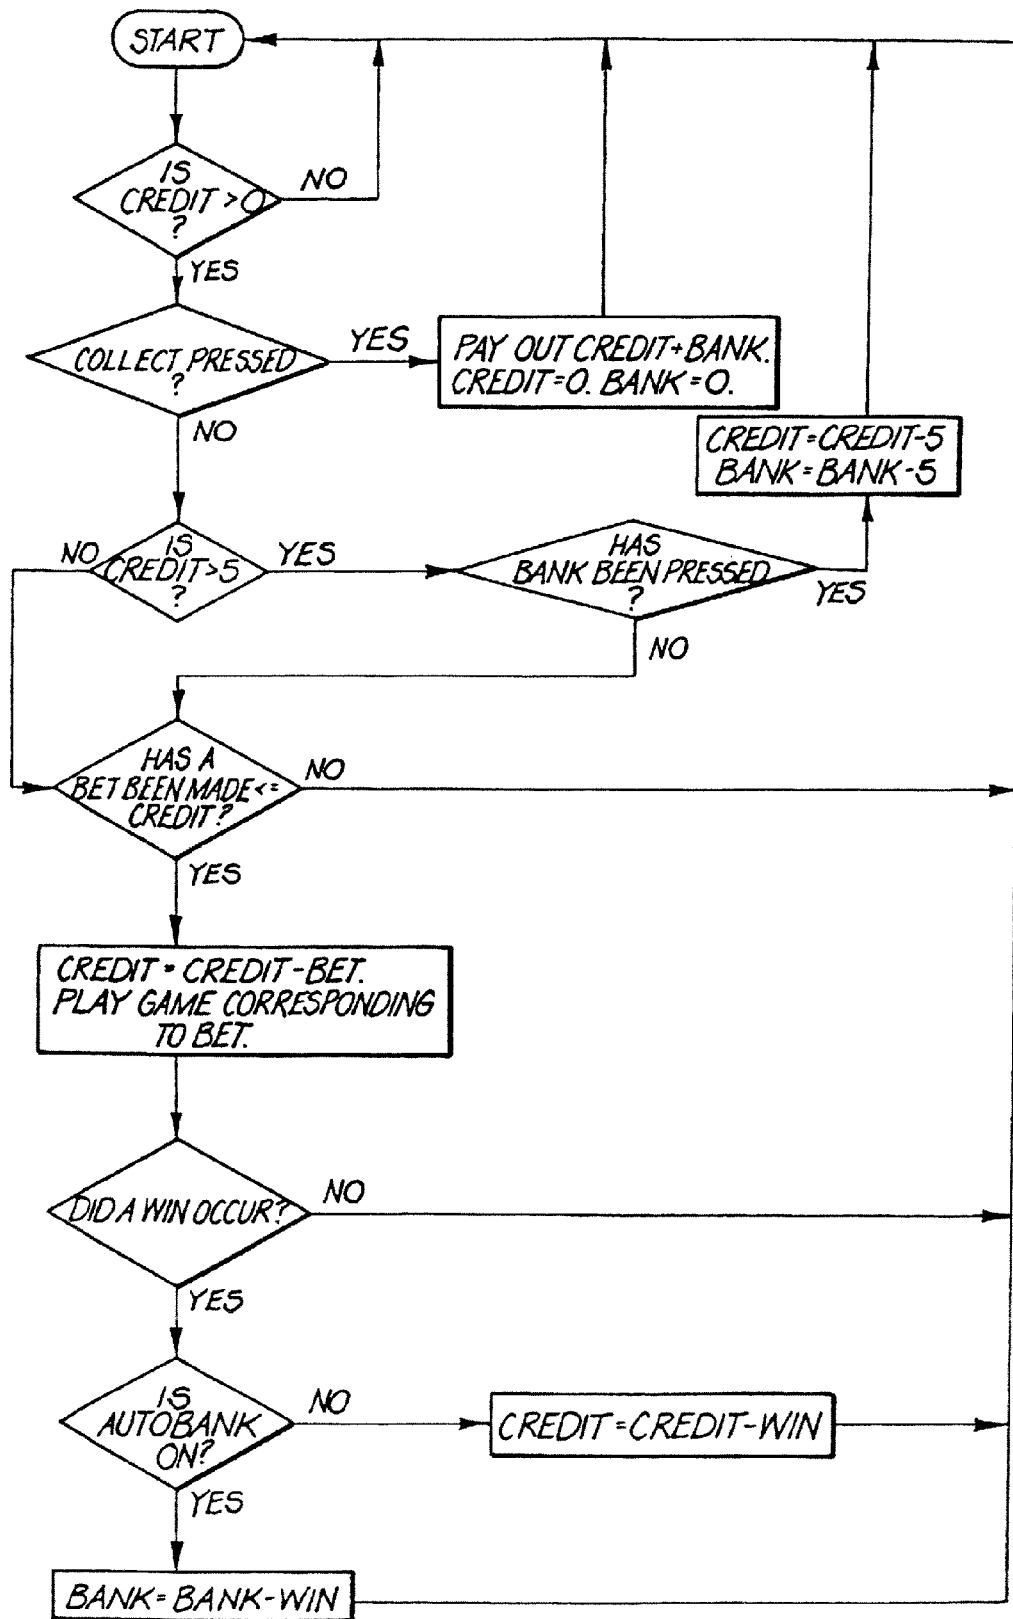 START
IS
CREDIT >0
?
NO
YES
COLLECT PRESSED
?
YES
PAY OUT CREDIT+BANK.
CREDIT=0. BANK=0.
NO
CREDIT=CREDIT-5
BANK=BANK-5
NO
IS
CREDIT>5
?
YES
HAS
BANK BEEN PRESSED
?
YES
NO
HAS A
BET BEEN MADE <=
CREDIT?
NO
YES
CREDIT = CREDIT-BET.
PLAY GAME CORRESPONDING
TO BET.
DID A WIN OCCUR?
NO
YES
IS
AUTOBANK
ON?
NO
CREDIT=CREDIT-WIN
YES
BANK=BANK-WIN